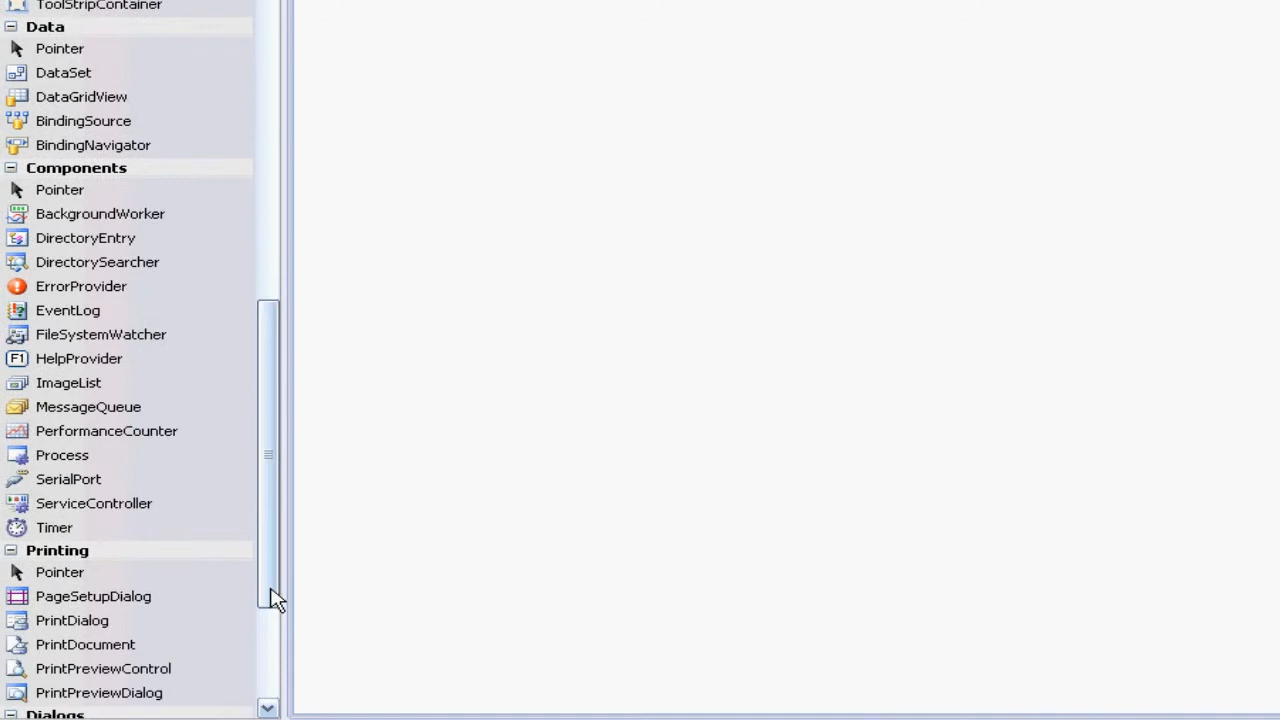 ToolStripContainer
Data
Pointer
DataSet
DataGridView
BindingSource
BindingNavigator
Components
Pointer
BackgroundWorker
DirectoryEntry
DirectorySearcher
ErrorProvider
EventLog
FileSystemWatcher
F1 HelpProvider
ImageList
MessageQueue
PerformanceCounter
Process
SerialPort
ServiceController
Timer
Printing
Pointer
PageSetupDialog
PrintDialog
PrintDocument
PrintPreviewControl
PrintPreviewDialog
Dialogs